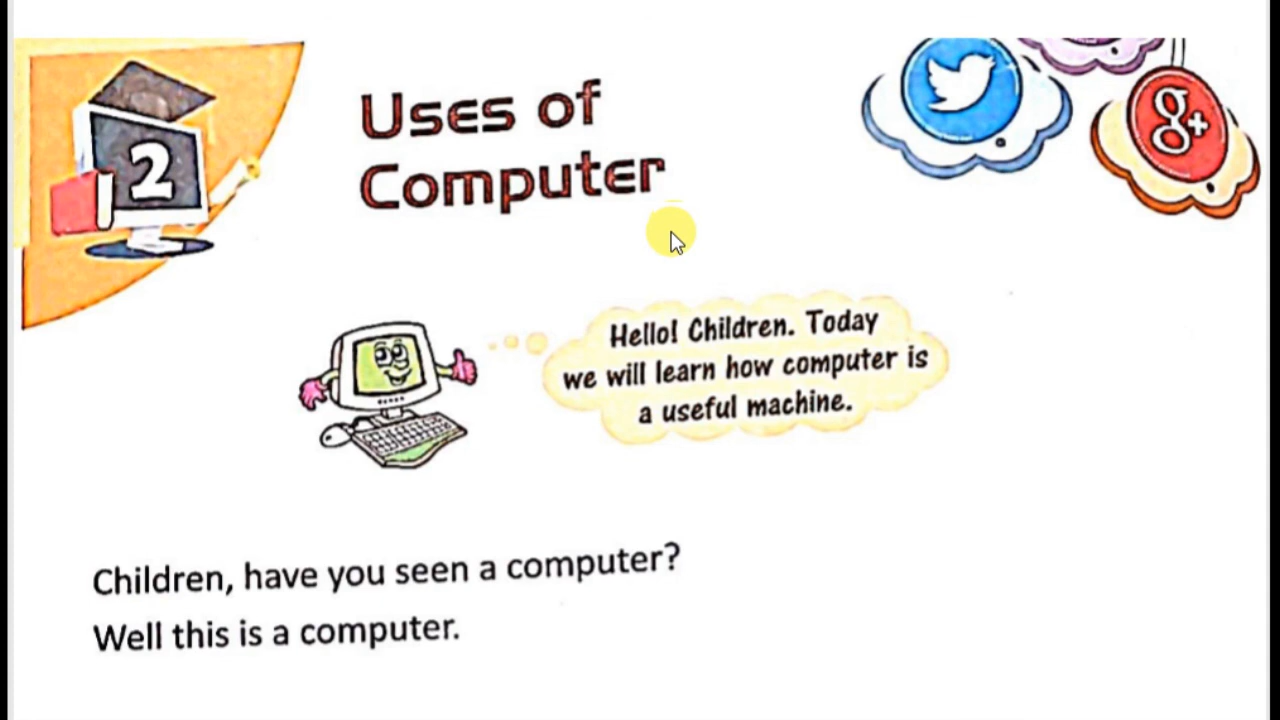 2
Uses of
Computer
g+
Hello! Children. Today
we will learn how computer is
a useful machine.
Children, have you seen a computer?
Well this is a computer.